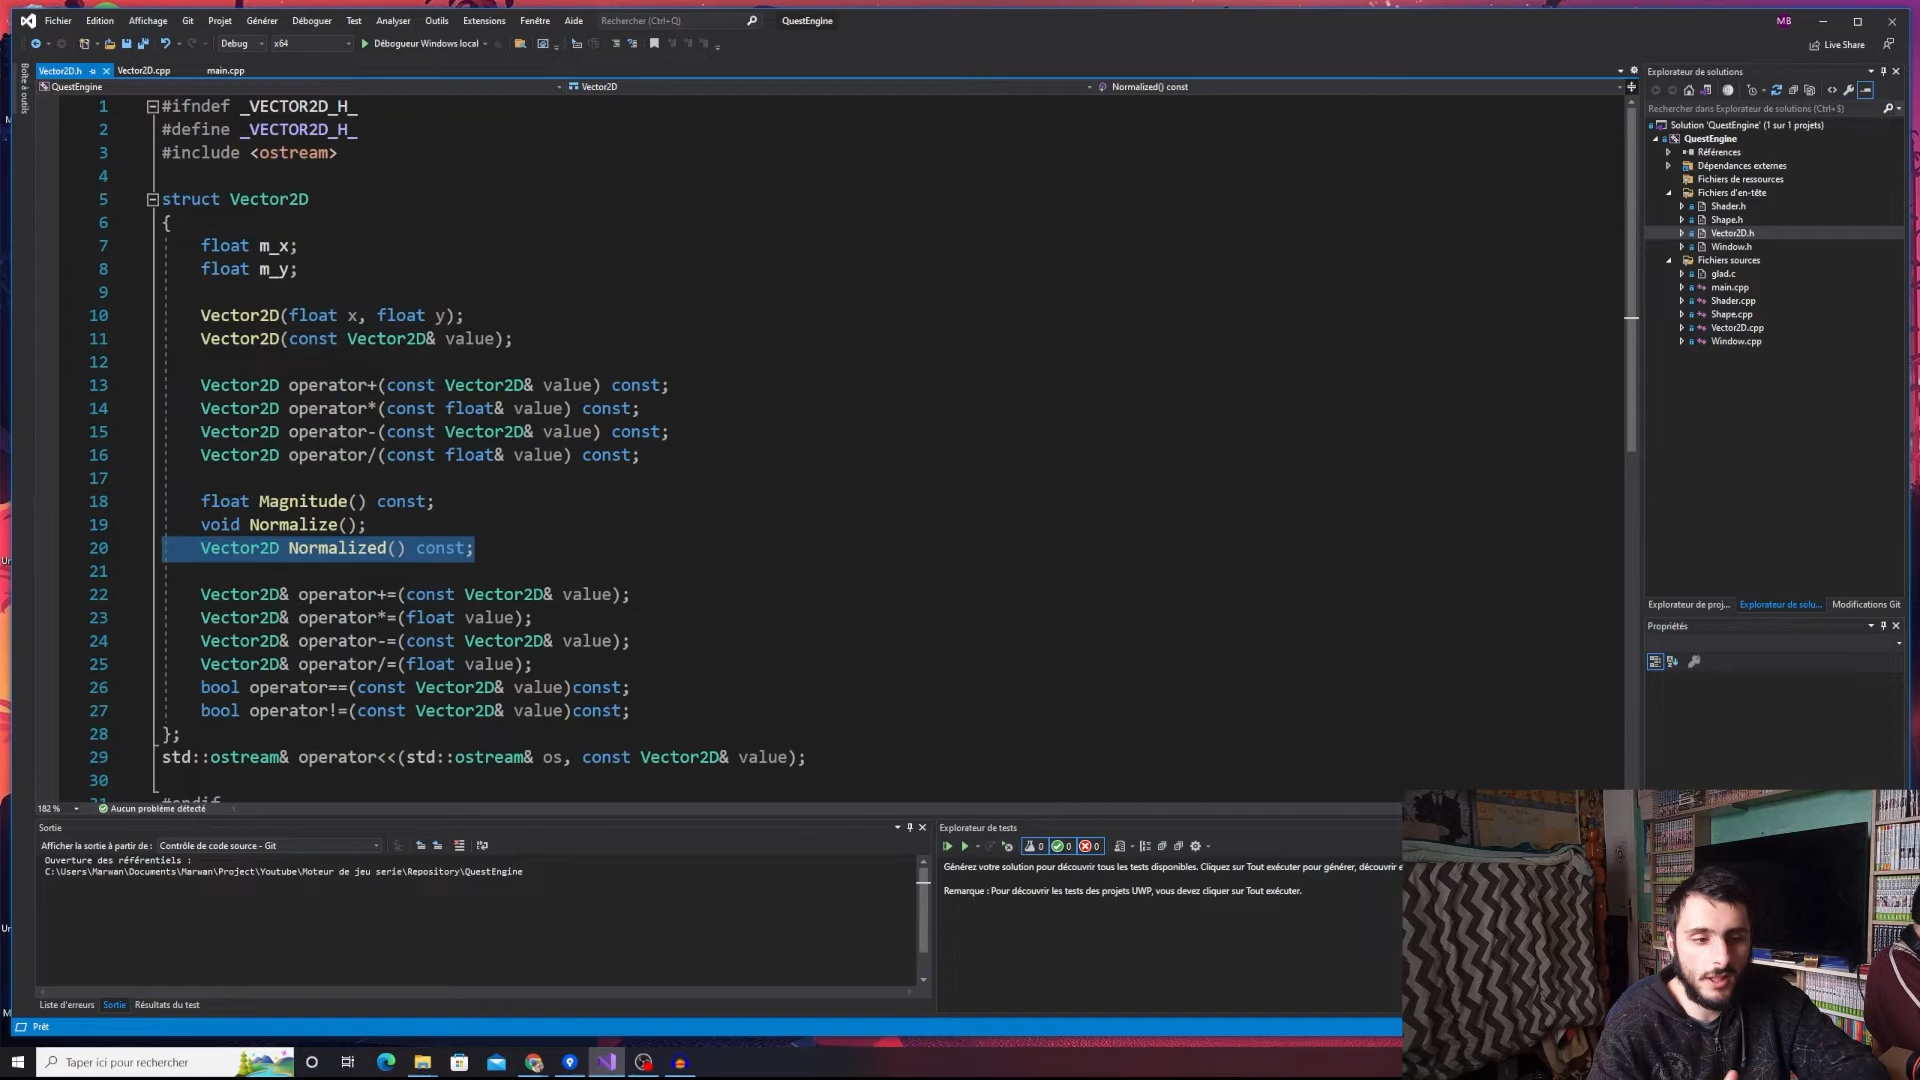 Fichier Edition Affichage Git Projet Générer Déboguer Test Analyser Outils Extensions Fenêtre Aide Rechercher (Ctrl+Q) QuestEngine MB
Debug x64 Débogueur Windows local Live Share
Boîte à outils
Vector2D.h Vector2D.cpp main.cpp
QuestEngine Vector2D Normalized() const
1 #ifndef _VECTOR2D_H_
2 #define _VECTOR2D_H_
3 #include <ostream>
4
5 struct Vector2D
6 {
7 float m_x;
8 float m_y;
9
10 Vector2D(float x, float y);
11 Vector2D(const Vector2D& value);
12
13 Vector2D operator+(const Vector2D& value) const;
14 Vector2D operator*(const float& value) const;
15 Vector2D operator-(const Vector2D& value) const;
16 Vector2D operator/(const float& value) const;
17
18 float Magnitude() const;
19 void Normalize();
20 Vector2D Normalized() const;
21
22 Vector2D& operator+=(const Vector2D& value);
23 Vector2D& operator*=(float value);
24 Vector2D& operator-=(const Vector2D& value);
25 Vector2D& operator/=(float value);
26 bool operator==(const Vector2D& value)const;
27 bool operator!=(const Vector2D& value)const;
28 };
29 std::ostream& operator<<(std::ostream& os, const Vector2D& value);
30
31 #endif
182 % Aucun problème détecté
Explorateur de solutions
Rechercher dans Explorateur de solutions (Ctrl+$)
Solution 'QuestEngine' (1 sur 1 projets)
QuestEngine
Références
Dépendances externes
Fichiers de ressources
Fichiers d'en-tête
Shader.h
Shape.h
Vector2D.h
Window.h
Fichiers sources
glad.c
main.cpp
Shader.cpp
Shape.cpp
Vector2D.cpp
Window.cpp
Explorateur de proj... Explorateur de solu... Modifications Git
Propriétés
Sortie
Afficher la sortie à partir de : Contrôle de code source - Git
Ouverture des référentiels :
C:\Users\Marwan\Documents\Marwan\Project\Youtube\Moteur de jeu serie\Repository\QuestEngine
Explorateur de tests
0 0 0
Générez votre solution pour découvrir tous les tests disponibles. Cliquez sur Tout exécuter pour générer, découvrir e
Remarque : Pour découvrir les tests des projets UWP, vous devez cliquer sur Tout exécuter.
Liste d'erreurs Sortie Résultats du test
Prêt
Taper ici pour rechercher